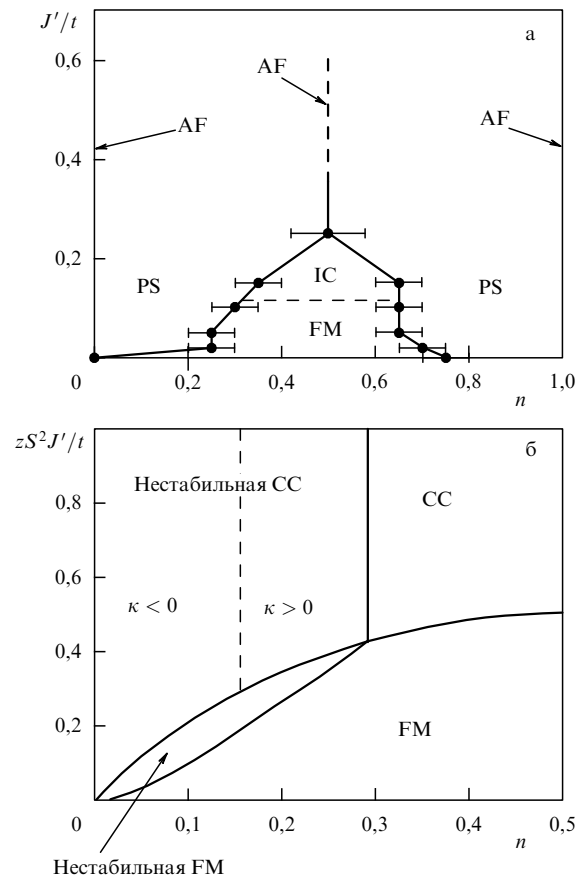 J′/t
а
0,6
AF
AF
AF
0,4
0,2
PS
IC
PS
FM
0
0,2
0,4
0,6
0,8
1,0
n
zS²J′/t
б
Нестабильная СС
СС
0,8
0,6
κ < 0
κ > 0
0,4
0,2
FM
0
0,1
0,2
0,3
0,4
0,5
n
Нестабильная FM